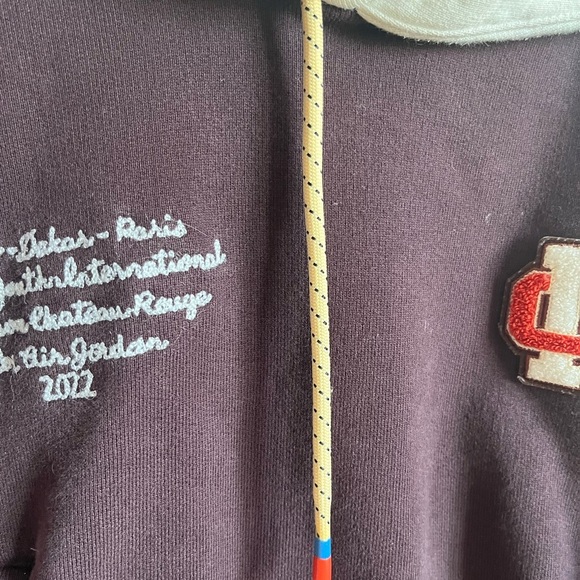 -Dakar-Paris
Youth International
Chateau Rouge
Air Jordan
2022